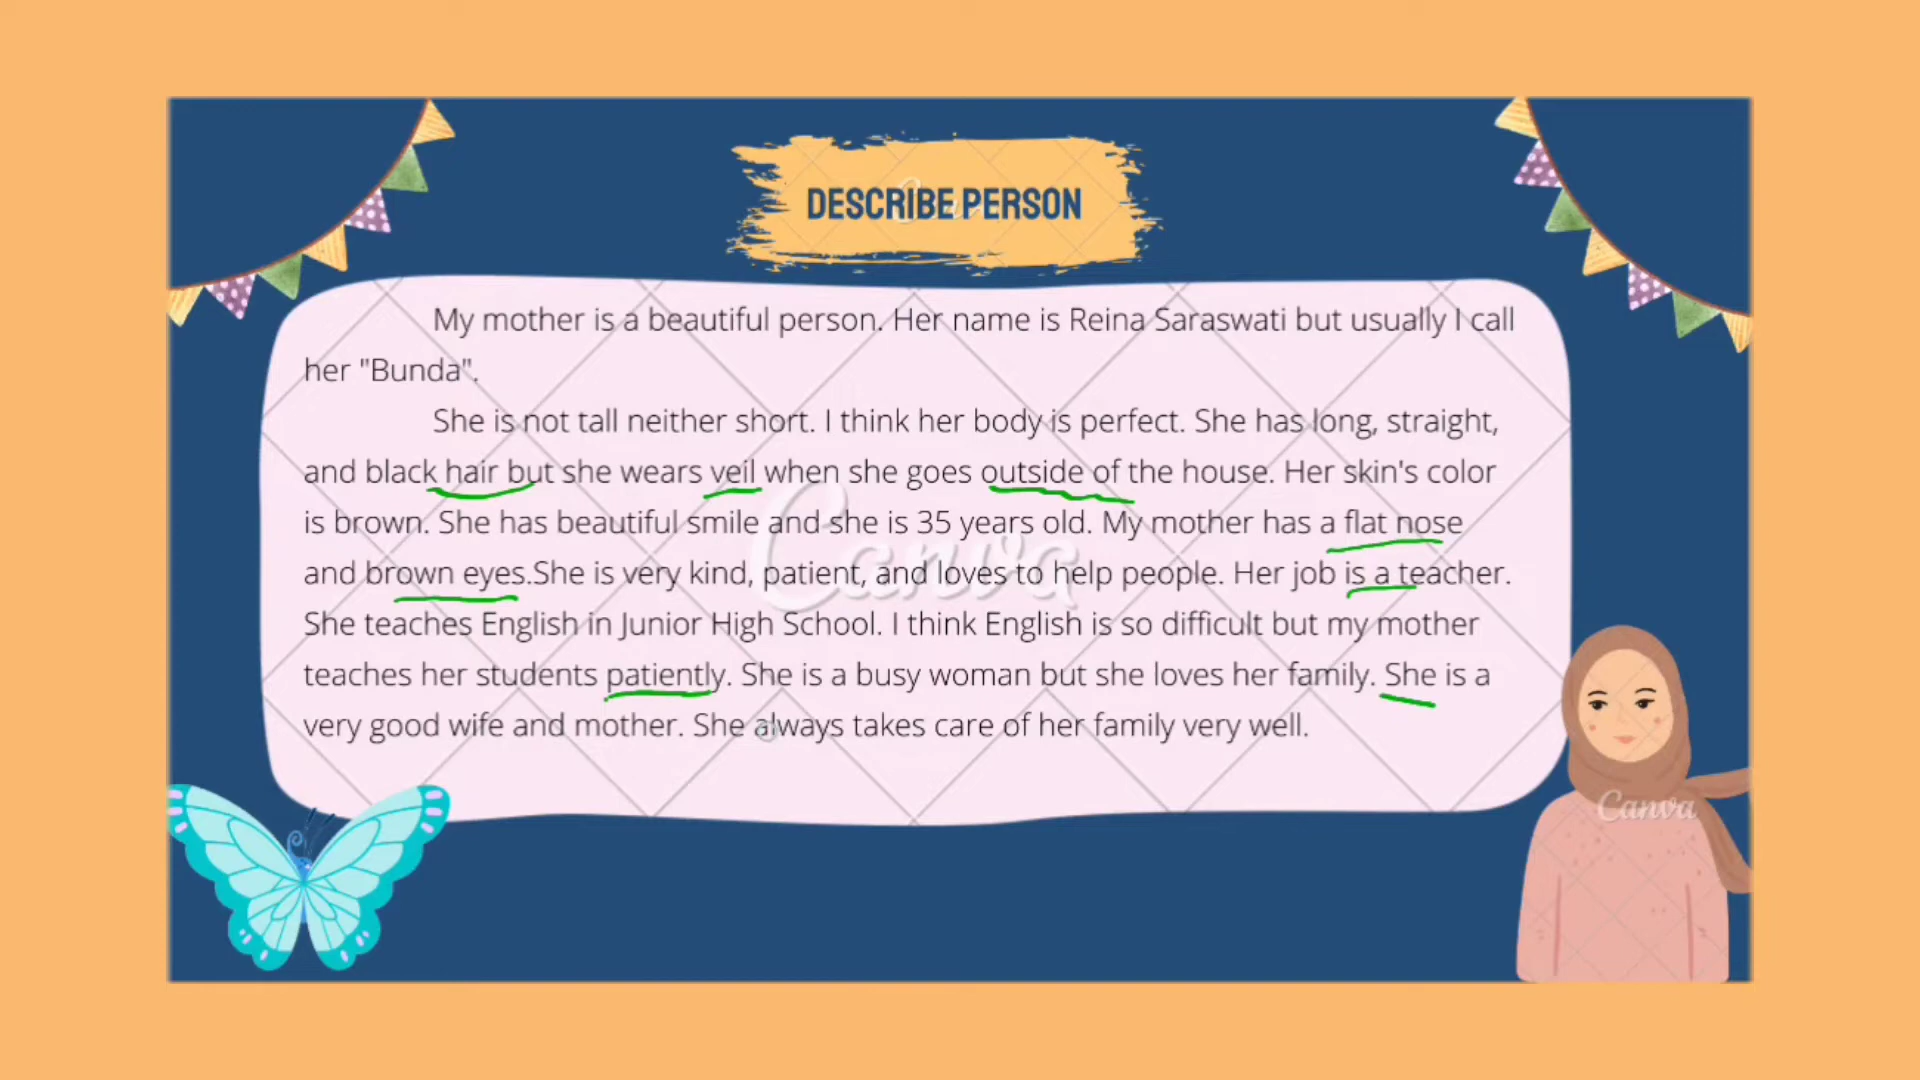 DESCRIBE PERSON
My mother is a beautiful person. Her name is Reina Saraswati but usually I call
her "Bunda".
She is not tall neither short. I think her body is perfect. She has long, straight,
and black hair but she wears veil when she goes outside of the house. Her skin's color
is brown. She has beautiful smile and she is 35 years old. My mother has a flat nose
and brown eyes.She is very kind, patient, and loves to help people. Her job is a teacher.
She teaches English in Junior High School. I think English is so difficult but my mother
teaches her students patiently. She is a busy woman but she loves her family. She is a
very good wife and mother. She always takes care of her family very well.
Canva
Canva